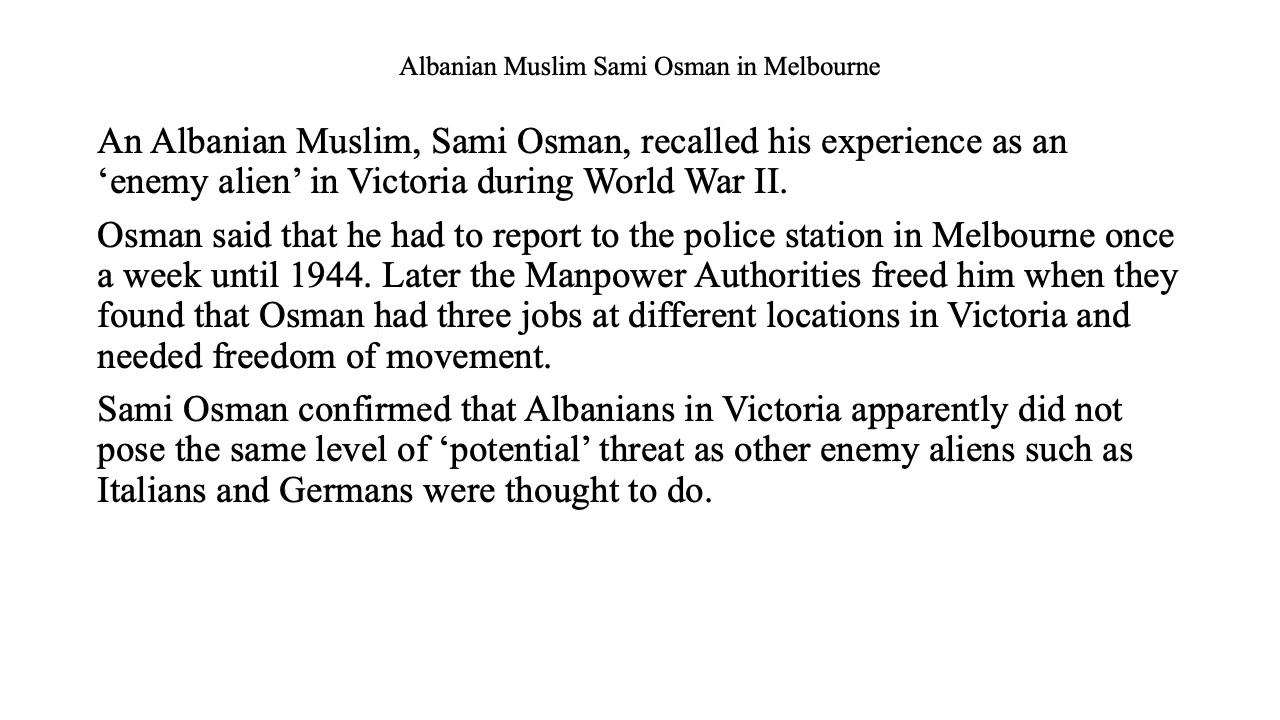 Albanian Muslim Sami Osman in Melbourne
An Albanian Muslim, Sami Osman, recalled his experience as an
‘enemy alien’ in Victoria during World War II.
Osman said that he had to report to the police station in Melbourne once
a week until 1944. Later the Manpower Authorities freed him when they
found that Osman had three jobs at different locations in Victoria and
needed freedom of movement.
Sami Osman confirmed that Albanians in Victoria apparently did not
pose the same level of ‘potential’ threat as other enemy aliens such as
Italians and Germans were thought to do.